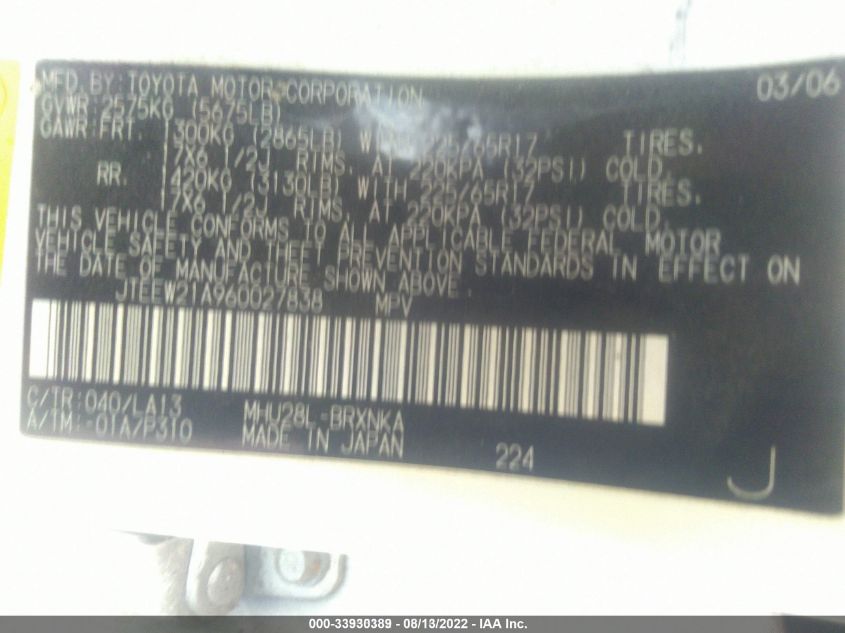 MFD.BY:TOYOTA MOTOR CORPORATION 03/06
GVWR:2575KG (5675LB)
GAWR:FRT. 1300KG (2865LB) WITH 225/65R17 TIRES,
17X6 1/2J RIMS, AT 220KPA (32PSI) COLD.
RR. 1420KG (3130LB) WITH 225/65R17 TIRES,
17X6 1/2J RIMS, AT 220KPA (32PSI) COLD.
THIS VEHICLE CONFORMS TO ALL APPLICABLE FEDERAL MOTOR
VEHICLE SAFETY AND THEFT PREVENTION STANDARDS IN EFFECT ON
THE DATE OF MANUFACTURE SHOWN ABOVE.
JTEEW21A960027838 MPV
C/TR:040/LA13 MHU28L-BRXNKA
A/TM:-01A/P310 MADE IN JAPAN 224
J
000-33930389 - 08/13/2022 - IAA Inc.